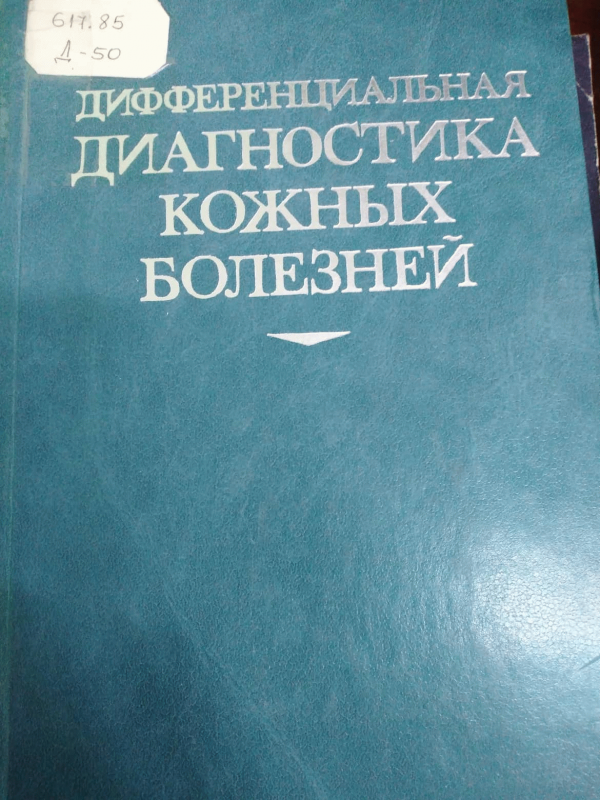 617.85
Д-50
ДИФФЕРЕНЦИАЛЬНАЯ
ДИАГНОСТИКА
КОЖНЫХ
БОЛЕЗНЕЙ